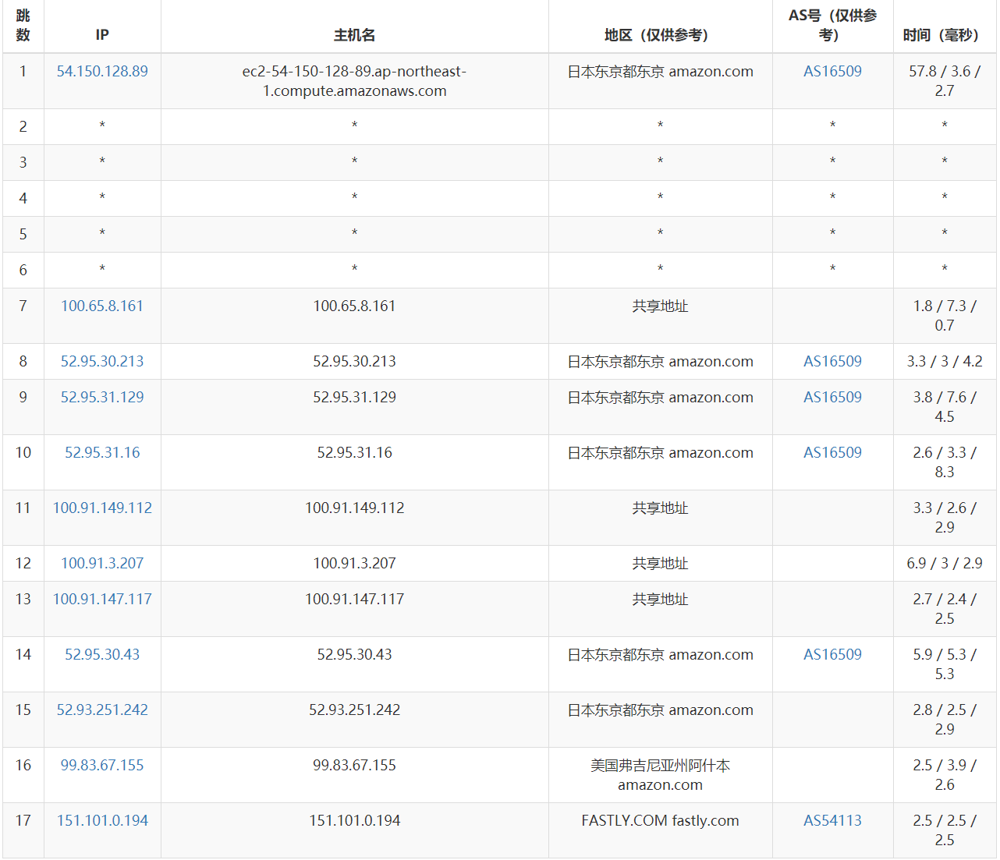 跳数 IP 主机名 地区（仅供参考） AS号（仅供参考） 时间（毫秒）
1 54.150.128.89 ec2-54-150-128-89.ap-northeast-1.compute.amazonaws.com 日本东京都东京 amazon.com AS16509 57.8 / 3.6 / 2.7
2 * * * * *
3 * * * * *
4 * * * * *
5 * * * * *
6 * * * * *
7 100.65.8.161 100.65.8.161 共享地址 1.8 / 7.3 / 0.7
8 52.95.30.213 52.95.30.213 日本东京都东京 amazon.com AS16509 3.3 / 3 / 4.2
9 52.95.31.129 52.95.31.129 日本东京都东京 amazon.com AS16509 3.8 / 7.6 / 4.5
10 52.95.31.16 52.95.31.16 日本东京都东京 amazon.com AS16509 2.6 / 3.3 / 8.3
11 100.91.149.112 100.91.149.112 共享地址 3.3 / 2.6 / 2.9
12 100.91.3.207 100.91.3.207 共享地址 6.9 / 3 / 2.9
13 100.91.147.117 100.91.147.117 共享地址 2.7 / 2.4 / 2.5
14 52.95.30.43 52.95.30.43 日本东京都东京 amazon.com AS16509 5.9 / 5.3 / 5.3
15 52.93.251.242 52.93.251.242 日本东京都东京 amazon.com 2.8 / 2.5 / 2.9
16 99.83.67.155 99.83.67.155 美国弗吉尼亚州阿什本 amazon.com 2.5 / 3.9 / 2.6
17 151.101.0.194 151.101.0.194 FASTLY.COM fastly.com AS54113 2.5 / 2.5 / 2.5